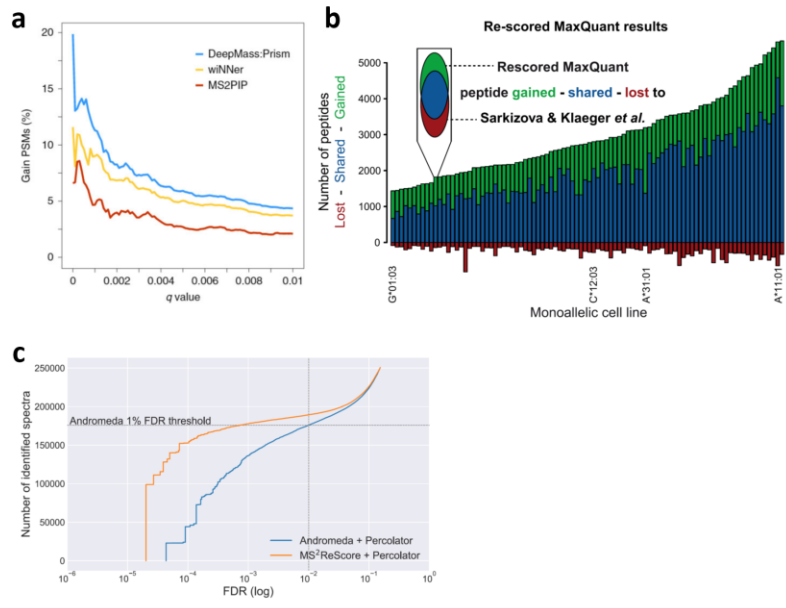 a
20
15
10
5
0
Gain PSMs (%)
DeepMass:Prism
wiNNer
MS2PIP
0
0.002
0.004
0.006
0.008
0.01
q value
b
Re-scored MaxQuant results
Rescored MaxQuant
peptide gained - shared - lost to
Sarkizova & Klaeger et al.
Number of peptides
Lost - Shared - Gained
5000
4000
3000
2000
1000
0
G*01:03
C*12:03
A*31:01
A*11:01
Monoallelic cell line
c
250000
200000
150000
100000
50000
0
Number of identified spectra
Andromeda 1% FDR threshold
Andromeda + Percolator
MS²ReScore + Percolator
10⁻⁶
10⁻⁵
10⁻⁴
10⁻³
10⁻²
10⁻¹
10⁰
FDR (log)